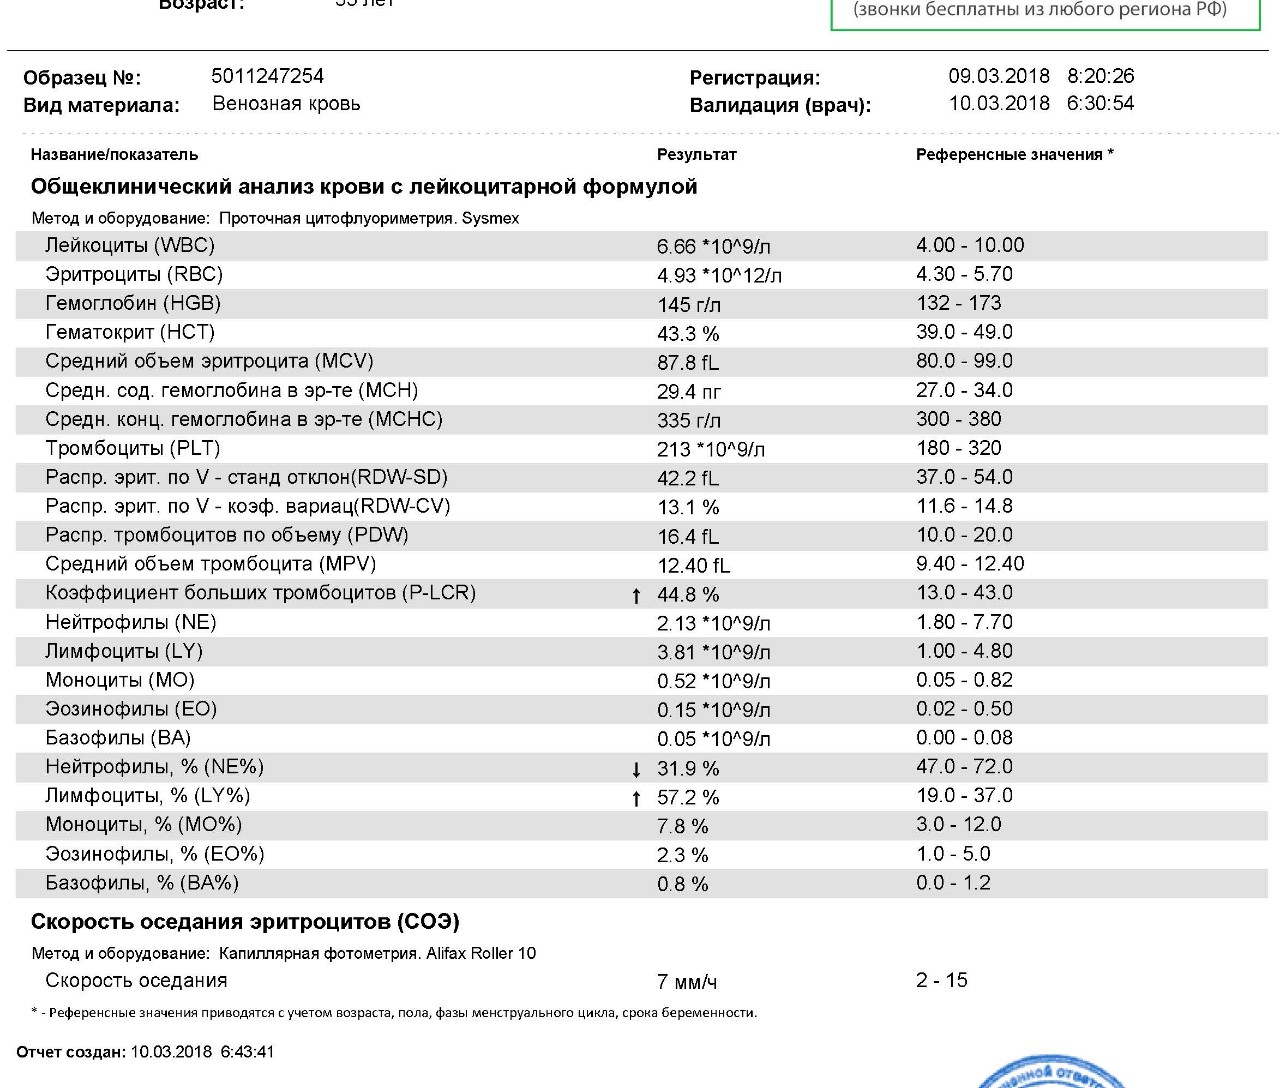 Возраст: 35 лет
(звонки бесплатны из любого региона РФ)
Образец №: 5011247254 Регистрация: 09.03.2018 8:20:26
Вид материала: Венозная кровь Валидация (врач): 10.03.2018 6:30:54
Название/показатель Результат Референсные значения *
Общеклинический анализ крови с лейкоцитарной формулой
Метод и оборудование: Проточная цитофлуориметрия. Sysmex
Лейкоциты (WBC) 6.66 *10^9/л 4.00 - 10.00
Эритроциты (RBC) 4.93 *10^12/л 4.30 - 5.70
Гемоглобин (HGB) 145 г/л 132 - 173
Гематокрит (HCT) 43.3 % 39.0 - 49.0
Средний объем эритроцита (MCV) 87.8 fL 80.0 - 99.0
Средн. сод. гемоглобина в эр-те (MCH) 29.4 пг 27.0 - 34.0
Средн. конц. гемоглобина в эр-те (MCHC) 335 г/л 300 - 380
Тромбоциты (PLT) 213 *10^9/л 180 - 320
Распр. эрит. по V - станд отклон(RDW-SD) 42.2 fL 37.0 - 54.0
Распр. эрит. по V - коэф. вариац(RDW-CV) 13.1 % 11.6 - 14.8
Распр. тромбоцитов по объему (PDW) 16.4 fL 10.0 - 20.0
Средний объем тромбоцита (MPV) 12.40 fL 9.40 - 12.40
Коэффициент больших тромбоцитов (P-LCR) ↑ 44.8 % 13.0 - 43.0
Нейтрофилы (NE) 2.13 *10^9/л 1.80 - 7.70
Лимфоциты (LY) 3.81 *10^9/л 1.00 - 4.80
Моноциты (MO) 0.52 *10^9/л 0.05 - 0.82
Эозинофилы (EO) 0.15 *10^9/л 0.02 - 0.50
Базофилы (BA) 0.05 *10^9/л 0.00 - 0.08
Нейтрофилы, % (NE%) ↓ 31.9 % 47.0 - 72.0
Лимфоциты, % (LY%) ↑ 57.2 % 19.0 - 37.0
Моноциты, % (MO%) 7.8 % 3.0 - 12.0
Эозинофилы, % (EO%) 2.3 % 1.0 - 5.0
Базофилы, % (BA%) 0.8 % 0.0 - 1.2
Скорость оседания эритроцитов (СОЭ)
Метод и оборудование: Капиллярная фотометрия. Alifax Roller 10
Скорость оседания 7 мм/ч 2 - 15
* - Референсные значения приводятся с учетом возраста, пола, фазы менструального цикла, срока беременности.
Отчет создан: 10.03.2018 6:43:41